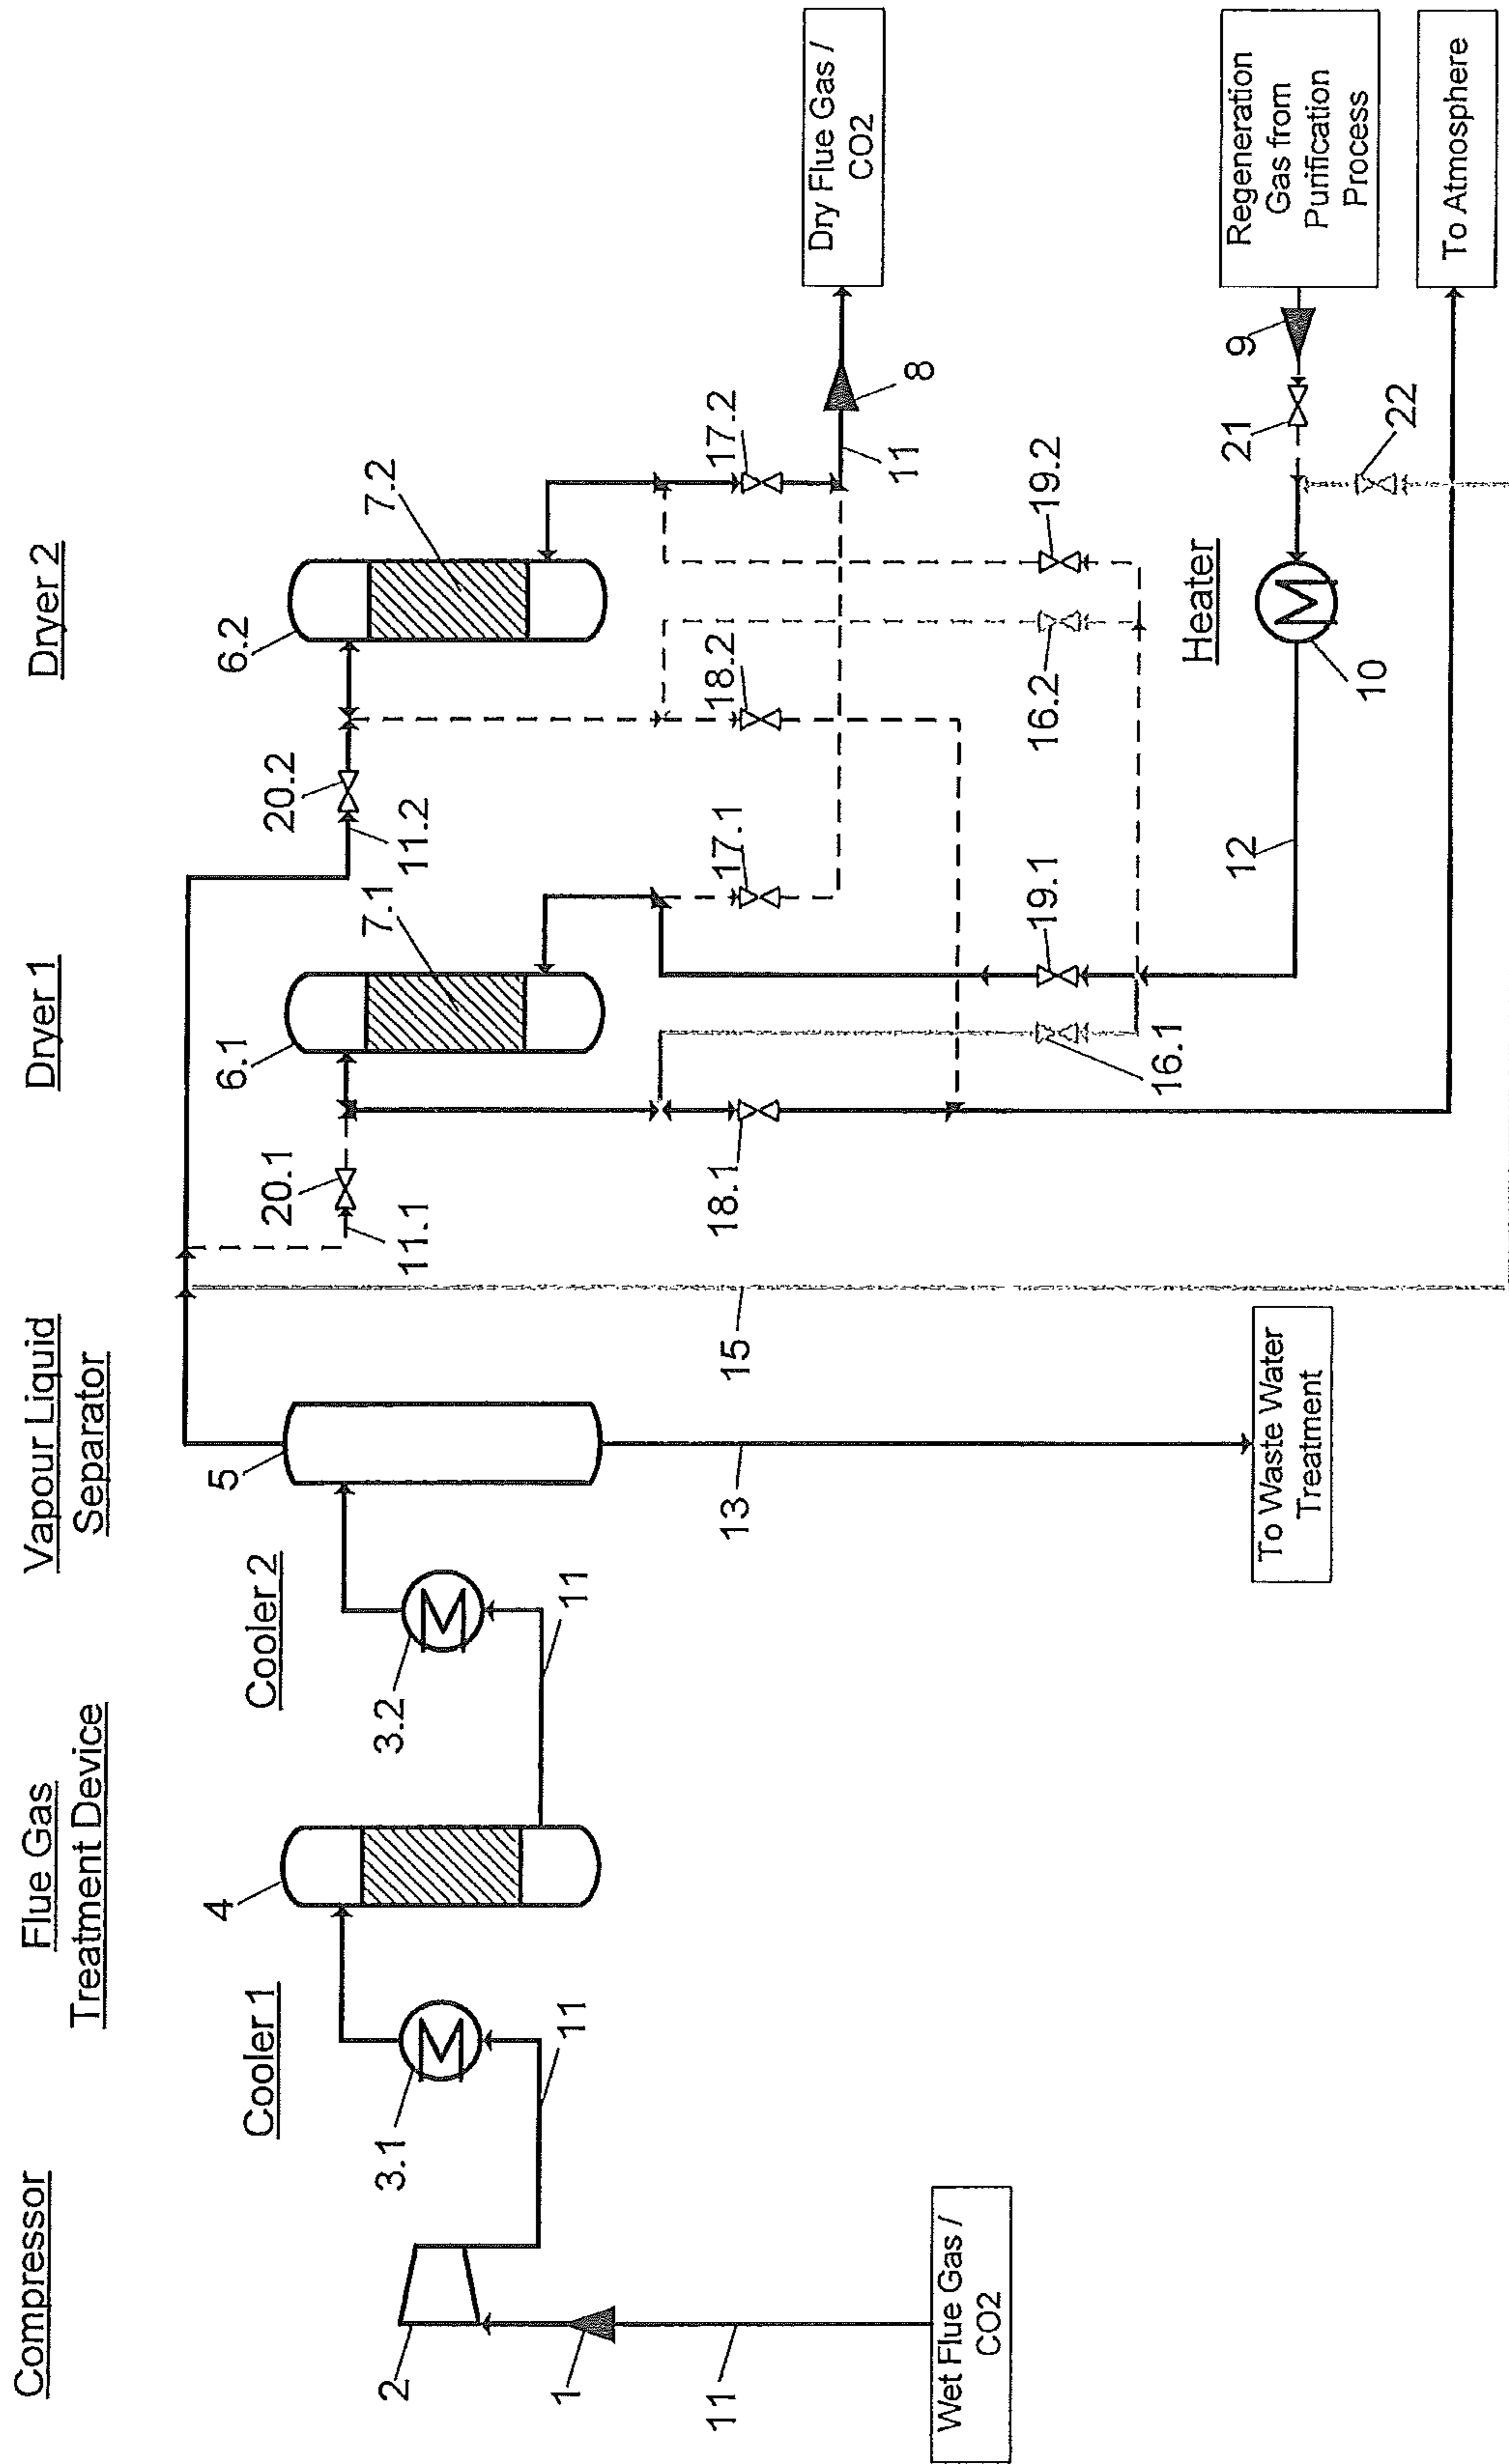 Compressor
Flue Gas
Treatment Device
Vapour Liquid
Separator
Dryer 1
Dryer 2
Cooler 1
Cooler 2
4
5
6.1
6.2
20.1
20.2
11.1
11.2
7.1
7.2
2
3.1
3.2
1
11
11
11
13
15
18.1
17.1
18.2
17.2
8
11
Wet Flue Gas /
CO2
Dry Flue Gas /
CO2
16.1
19.1
16.2
19.2
Heater
12
10
21
9
22
To Waste Water
Treatment
Regeneration
Gas from
Purification
Process
To Atmosphere